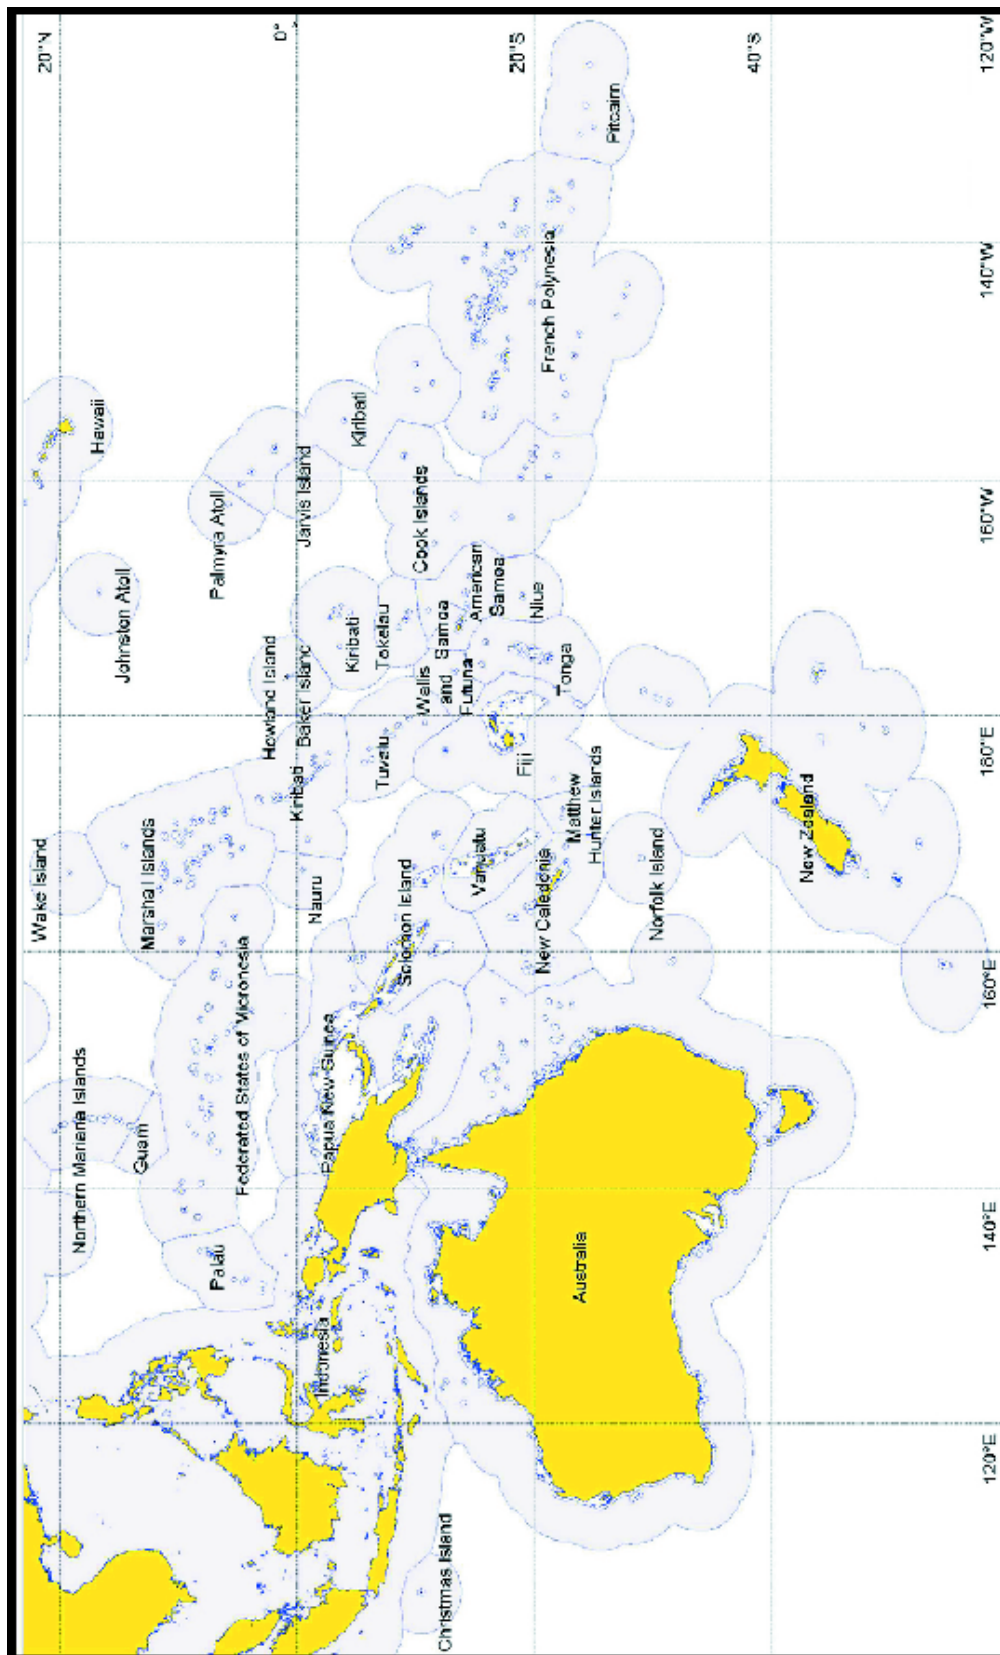 Wake Island
20°N
Northern Mariana Islands
Hawaii
Guam
Marshal Islands
Johnston Atoll
Palau
Palmyria Atoll
Federated States of Micronesia
Howland Island
0°
Kiribati
Baker Island
Jarvis Island
Indonesia
Papua New Guinea
Nauru
Kiribati
Kiribati
Tuvalu
Tokelau
Solomon Island
Wallis
and
Futuna
Cook Islands
Christmas Island
Samoa
Vanuatu
American
Samoa
20°S
Fiji
Niue
New Caledonia
French Polynesia
Tonga
Australia
Matthew
Hunter Islands
Pitcairn
Norfolk Island
40°S
New Zealand
120°E
140°E
160°E
180°E
160°W
140°W
120°W